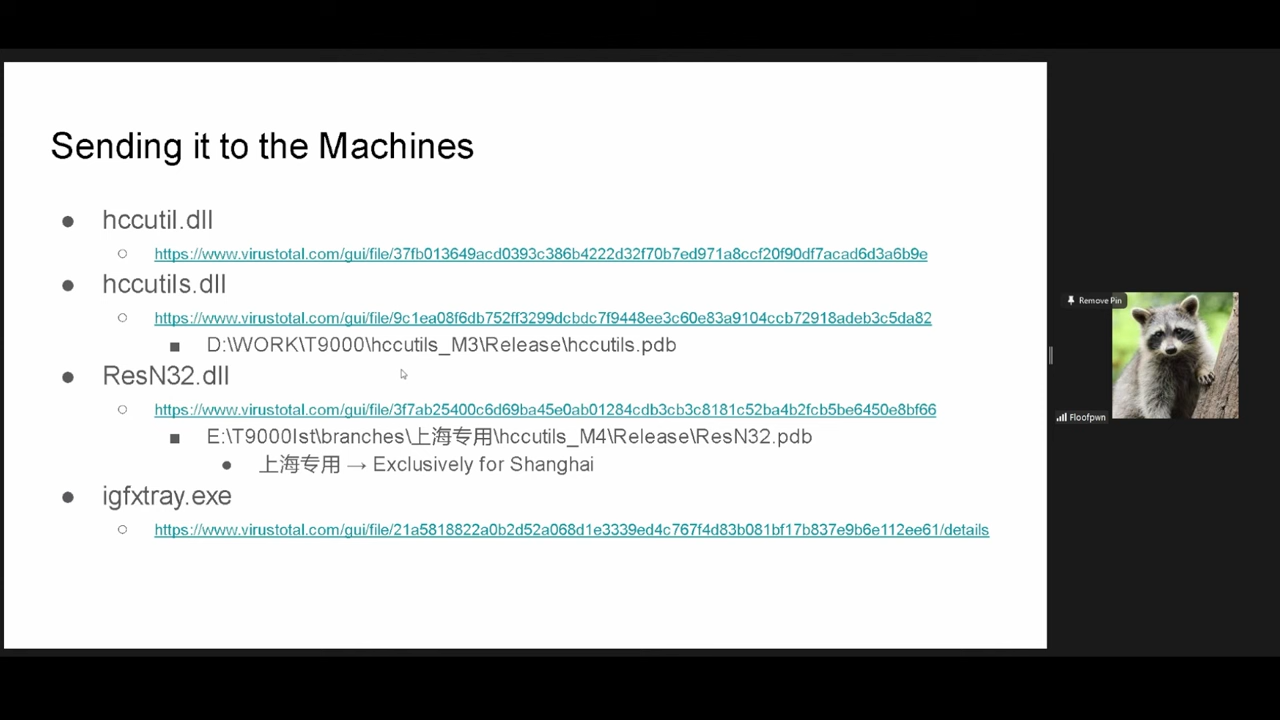 Sending it to the Machines
● hccutil.dll
○ https://www.virustotal.com/gui/file/37fb013649acd0393c386b4222d32f70b7ed971a8ccf20f90df7acad6d3a6b9e
● hccutils.dll
○ https://www.virustotal.com/gui/file/9c1ea08f6db752ff3299dcbdc7f9448ee3c60e83a9104ccb72918adeb3c5da82
■ D:\WORK\T9000\hccutils_M3\Release\hccutils.pdb
● ResN32.dll
○ https://www.virustotal.com/gui/file/3f7ab25400c6d69ba45e0ab01284cdb3cb3c8181c52ba4b2fcb5be6450e8bf66
■ E:\T9000Ist\branches\上海专用\hccutils_M4\Release\ResN32.pdb
● 上海专用 → Exclusively for Shanghai
● igfxtray.exe
○ https://www.virustotal.com/gui/file/21a5818822a0b2d52a068d1e3339ed4c767f4d83b081bf17b837e9b6e112ee61/details
Remove Pin
Floofpwn